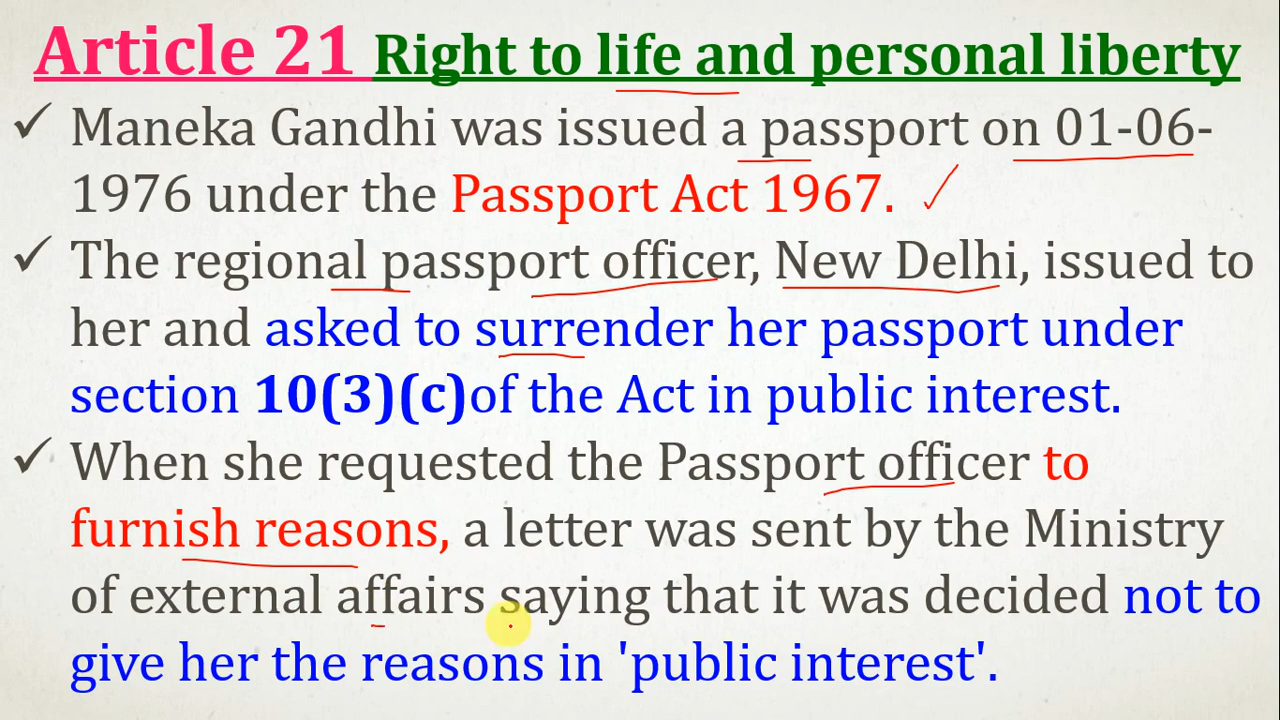 Article 21 Right to life and personal liberty
✓ Maneka Gandhi was issued a passport on 01-06-
1976 under the Passport Act 1967.
✓ The regional passport officer, New Delhi, issued to
her and asked to surrender her passport under
section 10(3)(c)of the Act in public interest.
✓ When she requested the Passport officer to
furnish reasons, a letter was sent by the Ministry
of external affairs saying that it was decided not to
give her the reasons in 'public interest'.